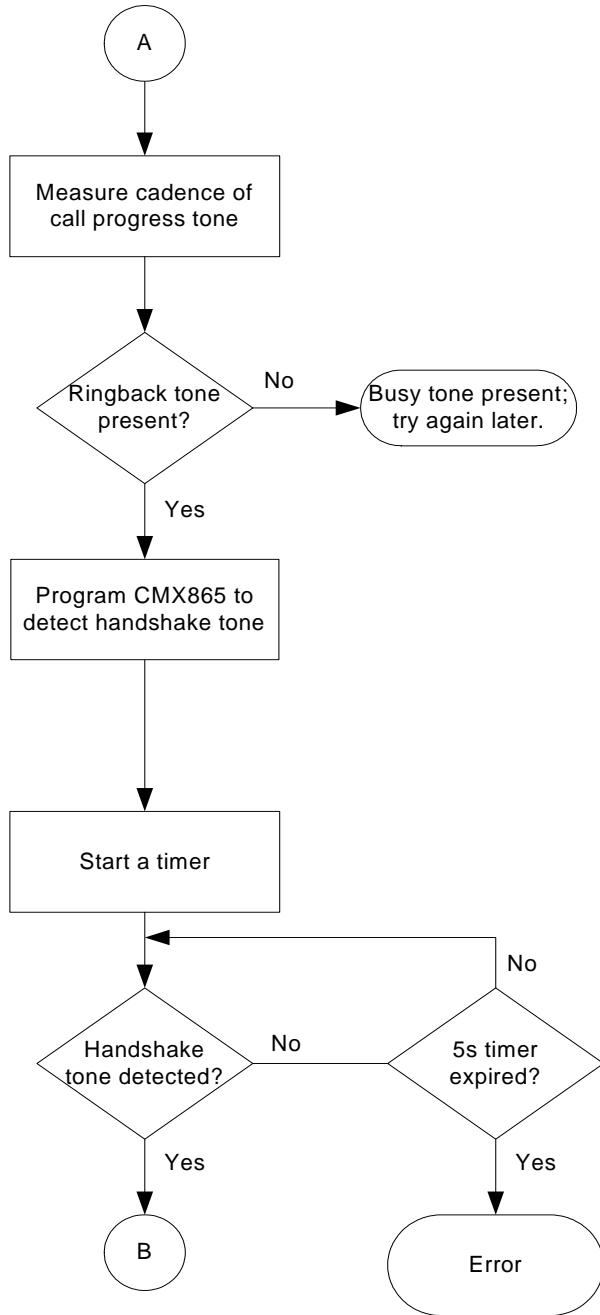 A
Measure cadence of
call progress tone
Ringback tone
present?
No
Busy tone present;
try again later.
Yes
Program CMX865 to
detect handshake tone
Start a timer
No
Handshake
tone detected?
No
5s timer
expired?
Yes
Yes
B
Error